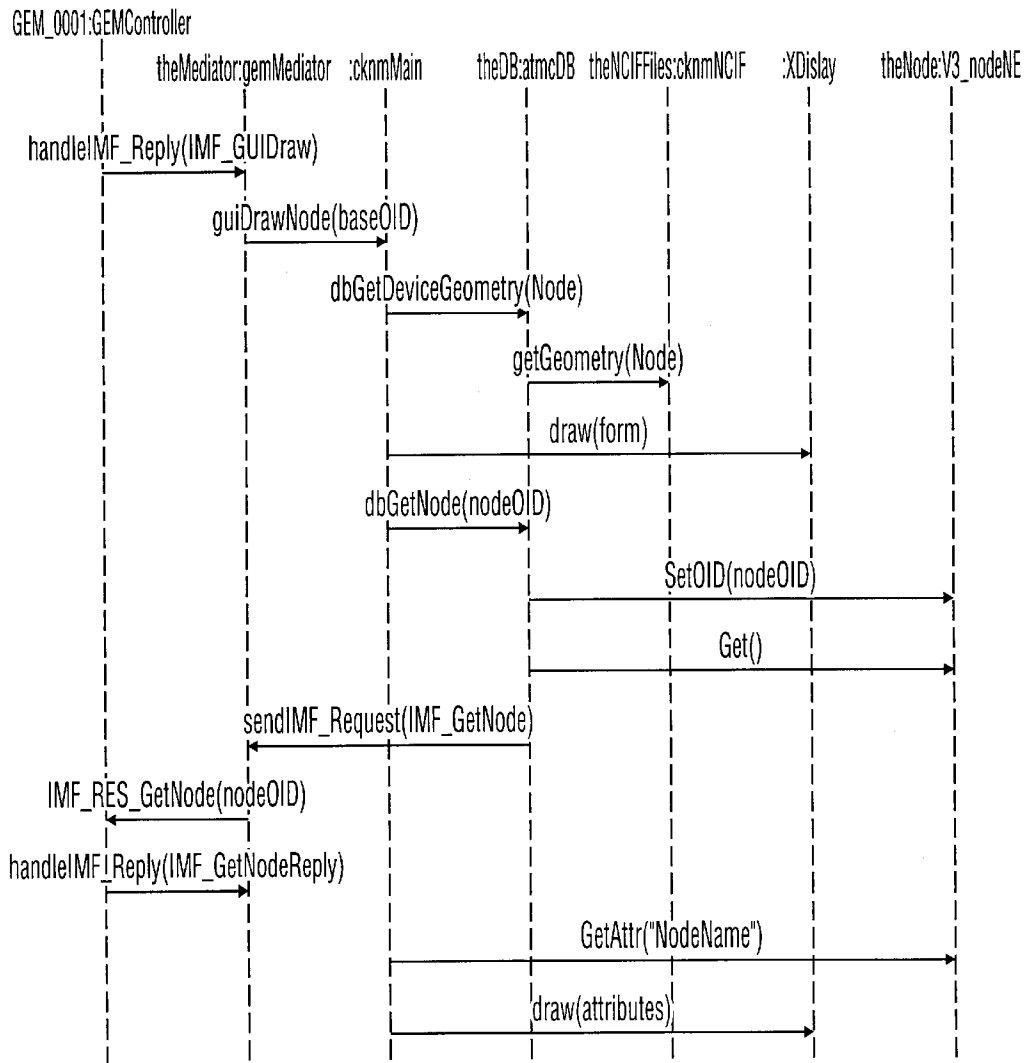 GEM_0001:GEMController
theMediator:gemMediator :cknmMain theDB:atmcDB theNCIFFiles:cknmNCIF :XDislay theNode:V3_nodeNE
handleIMF_Reply(IMF_GUIDraw)
guiDrawNode(baseOID)
dbGetDeviceGeometry(Node)
getGeometry(Node)
draw(form)
dbGetNode(nodeOID)
SetOID(nodeOID)
Get()
sendIMF_Request(IMF_GetNode)
IMF_RES_GetNode(nodeOID)
handleIMF_Reply(IMF_GetNodeReply)
GetAttr("NodeName")
draw(attributes)